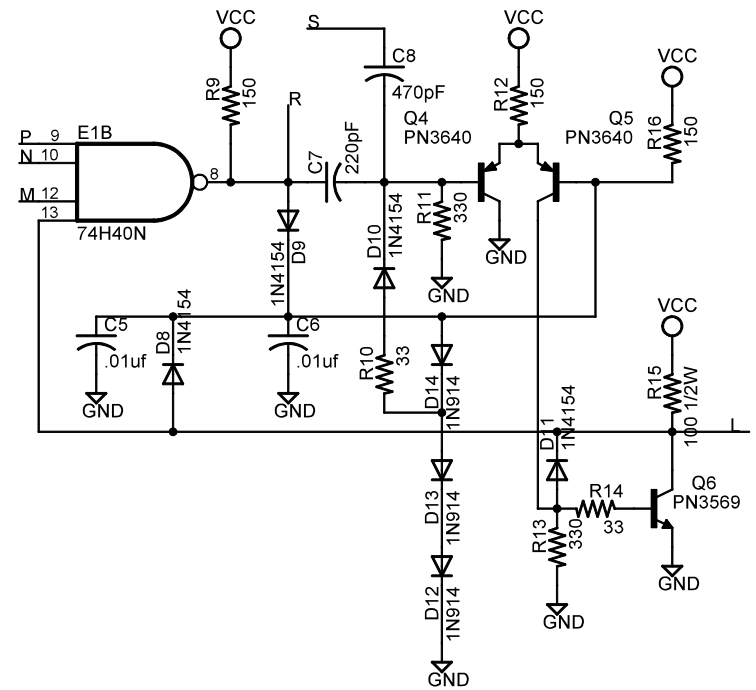 VCC
S
VCC
VCC
R9
150
R
C8
470pF
R12
150
Q4
PN3640
Q5
PN3640
R16
150
E1B
P 9
N 10
M 12
13
8
74H40N
C7
220pF
D9
1N4154
D10
1N4154
R11
330
GND
GND
C5
.01uf
GND
D8
1N4154
C6
.01uf
GND
R10
33
D14
1N914
VCC
R15
100 1/2W
L
D11
1N4154
D13
1N914
R14
33
Q6
PN3569
R13
330
GND
GND
D12
1N914
GND